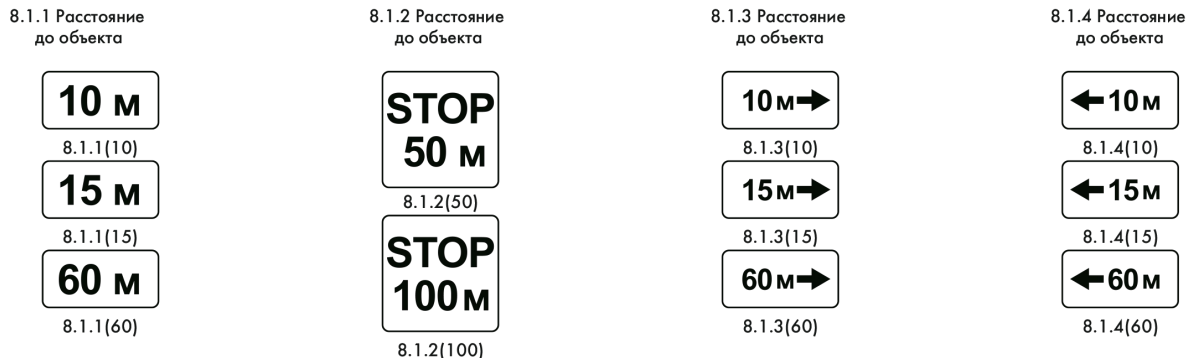 8.1.1 Расстояние
до объекта
10 м
8.1.1(10)
15 м
8.1.1(15)
60 м
8.1.1(60)
8.1.2 Расстояние
до объекта
STOP
50 м
8.1.2(50)
STOP
100 м
8.1.2(100)
8.1.3 Расстояние
до объекта
10 м
8.1.3(10)
15 м
8.1.3(15)
60 м
8.1.3(60)
8.1.4 Расстояние
до объекта
10 м
8.1.4(10)
15 м
8.1.4(15)
60 м
8.1.4(60)